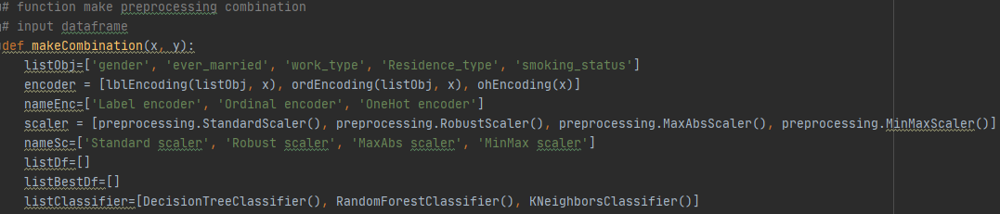 # function make preprocessing combination
# input dataframe
def makeCombination(x, y):
    listObj=['gender', 'ever_married', 'work_type', 'Residence_type', 'smoking_status']
    encoder = [lblEncoding(listObj, x), ordEncoding(listObj, x), ohEncoding(x)]
    nameEnc=['Label encoder', 'Ordinal encoder', 'OneHot encoder']
    scaler = [preprocessing.StandardScaler(), preprocessing.RobustScaler(), preprocessing.MaxAbsScaler(), preprocessing.MinMaxScaler()]
    nameSc=['Standard scaler', 'Robust scaler', 'MaxAbs scaler', 'MinMax scaler']
    listDf=[]
    listBestDf=[]
    listClassifier=[DecisionTreeClassifier(), RandomForestClassifier(), KNeighborsClassifier()]